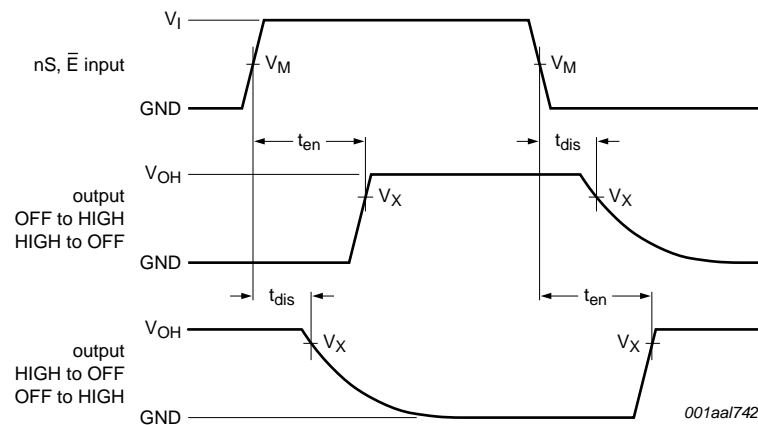 V_I
nS, E̅ input
V_M
V_M
GND
t_en
t_dis
V_OH
output
OFF to HIGH
HIGH to OFF
V_X
V_X
GND
t_dis
t_en
V_OH
output
HIGH to OFF
OFF to HIGH
V_X
V_X
GND
001aal742